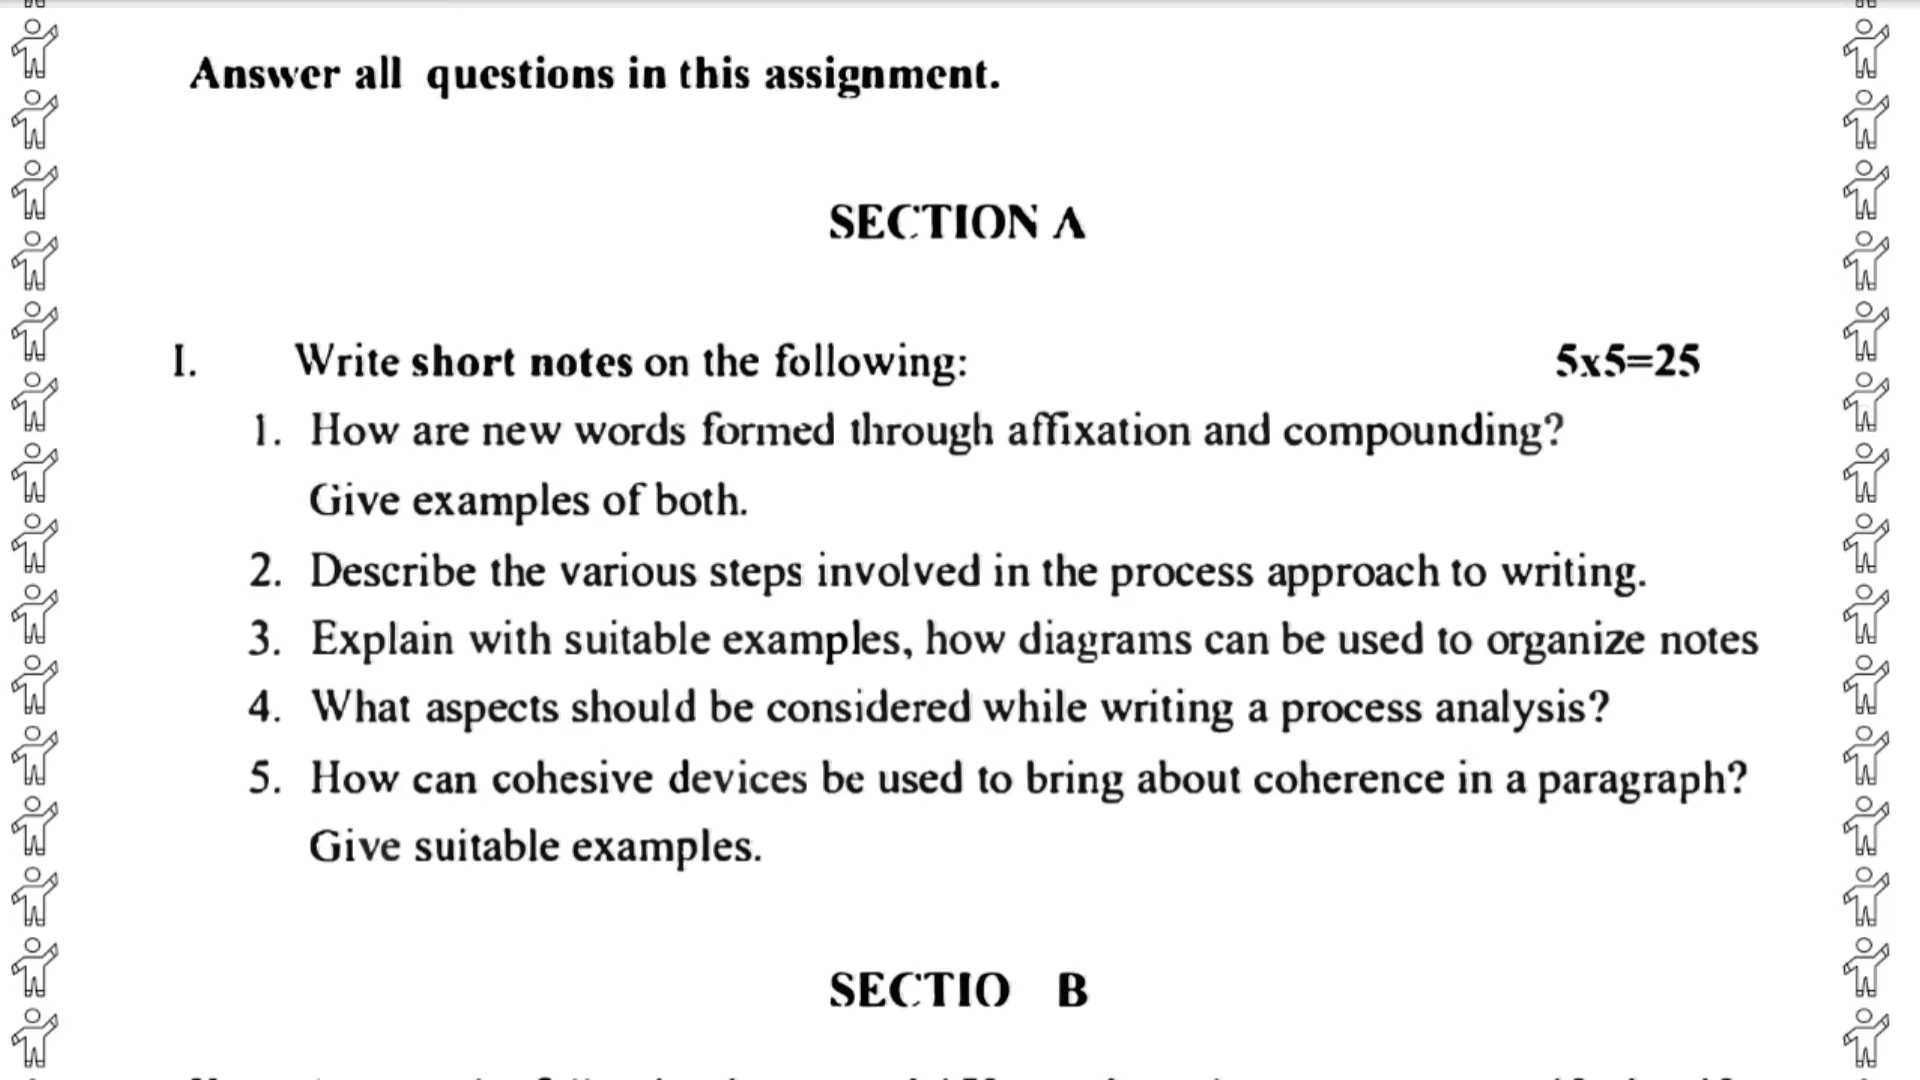 Answer all questions in this assignment.
SECTION A
I. Write short notes on the following: 5x5=25
1. How are new words formed through affixation and compounding?
Give examples of both.
2. Describe the various steps involved in the process approach to writing.
3. Explain with suitable examples, how diagrams can be used to organize notes
4. What aspects should be considered while writing a process analysis?
5. How can cohesive devices be used to bring about coherence in a paragraph?
Give suitable examples.
SECTIO B